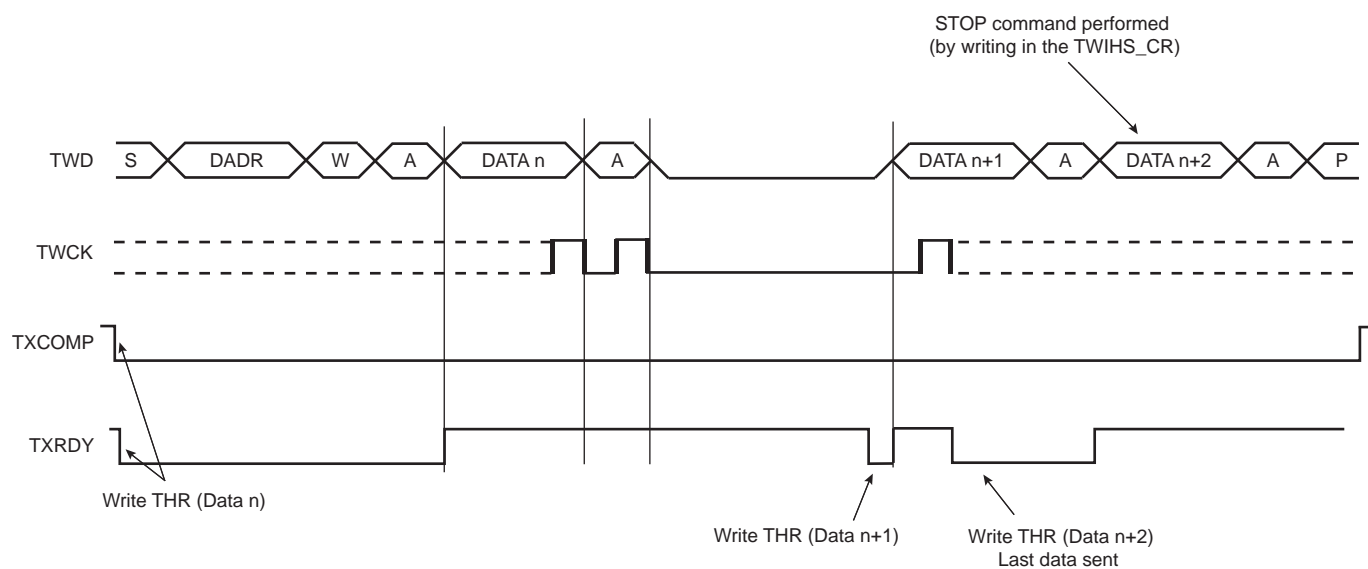 STOP command performed
(by writing in the TWIHS_CR)
TWD S DADR W A DATA n A DATA n+1 A DATA n+2 A P
TWCK
TXCOMP
TXRDY
Write THR (Data n)
Write THR (Data n+1)
Write THR (Data n+2)
Last data sent